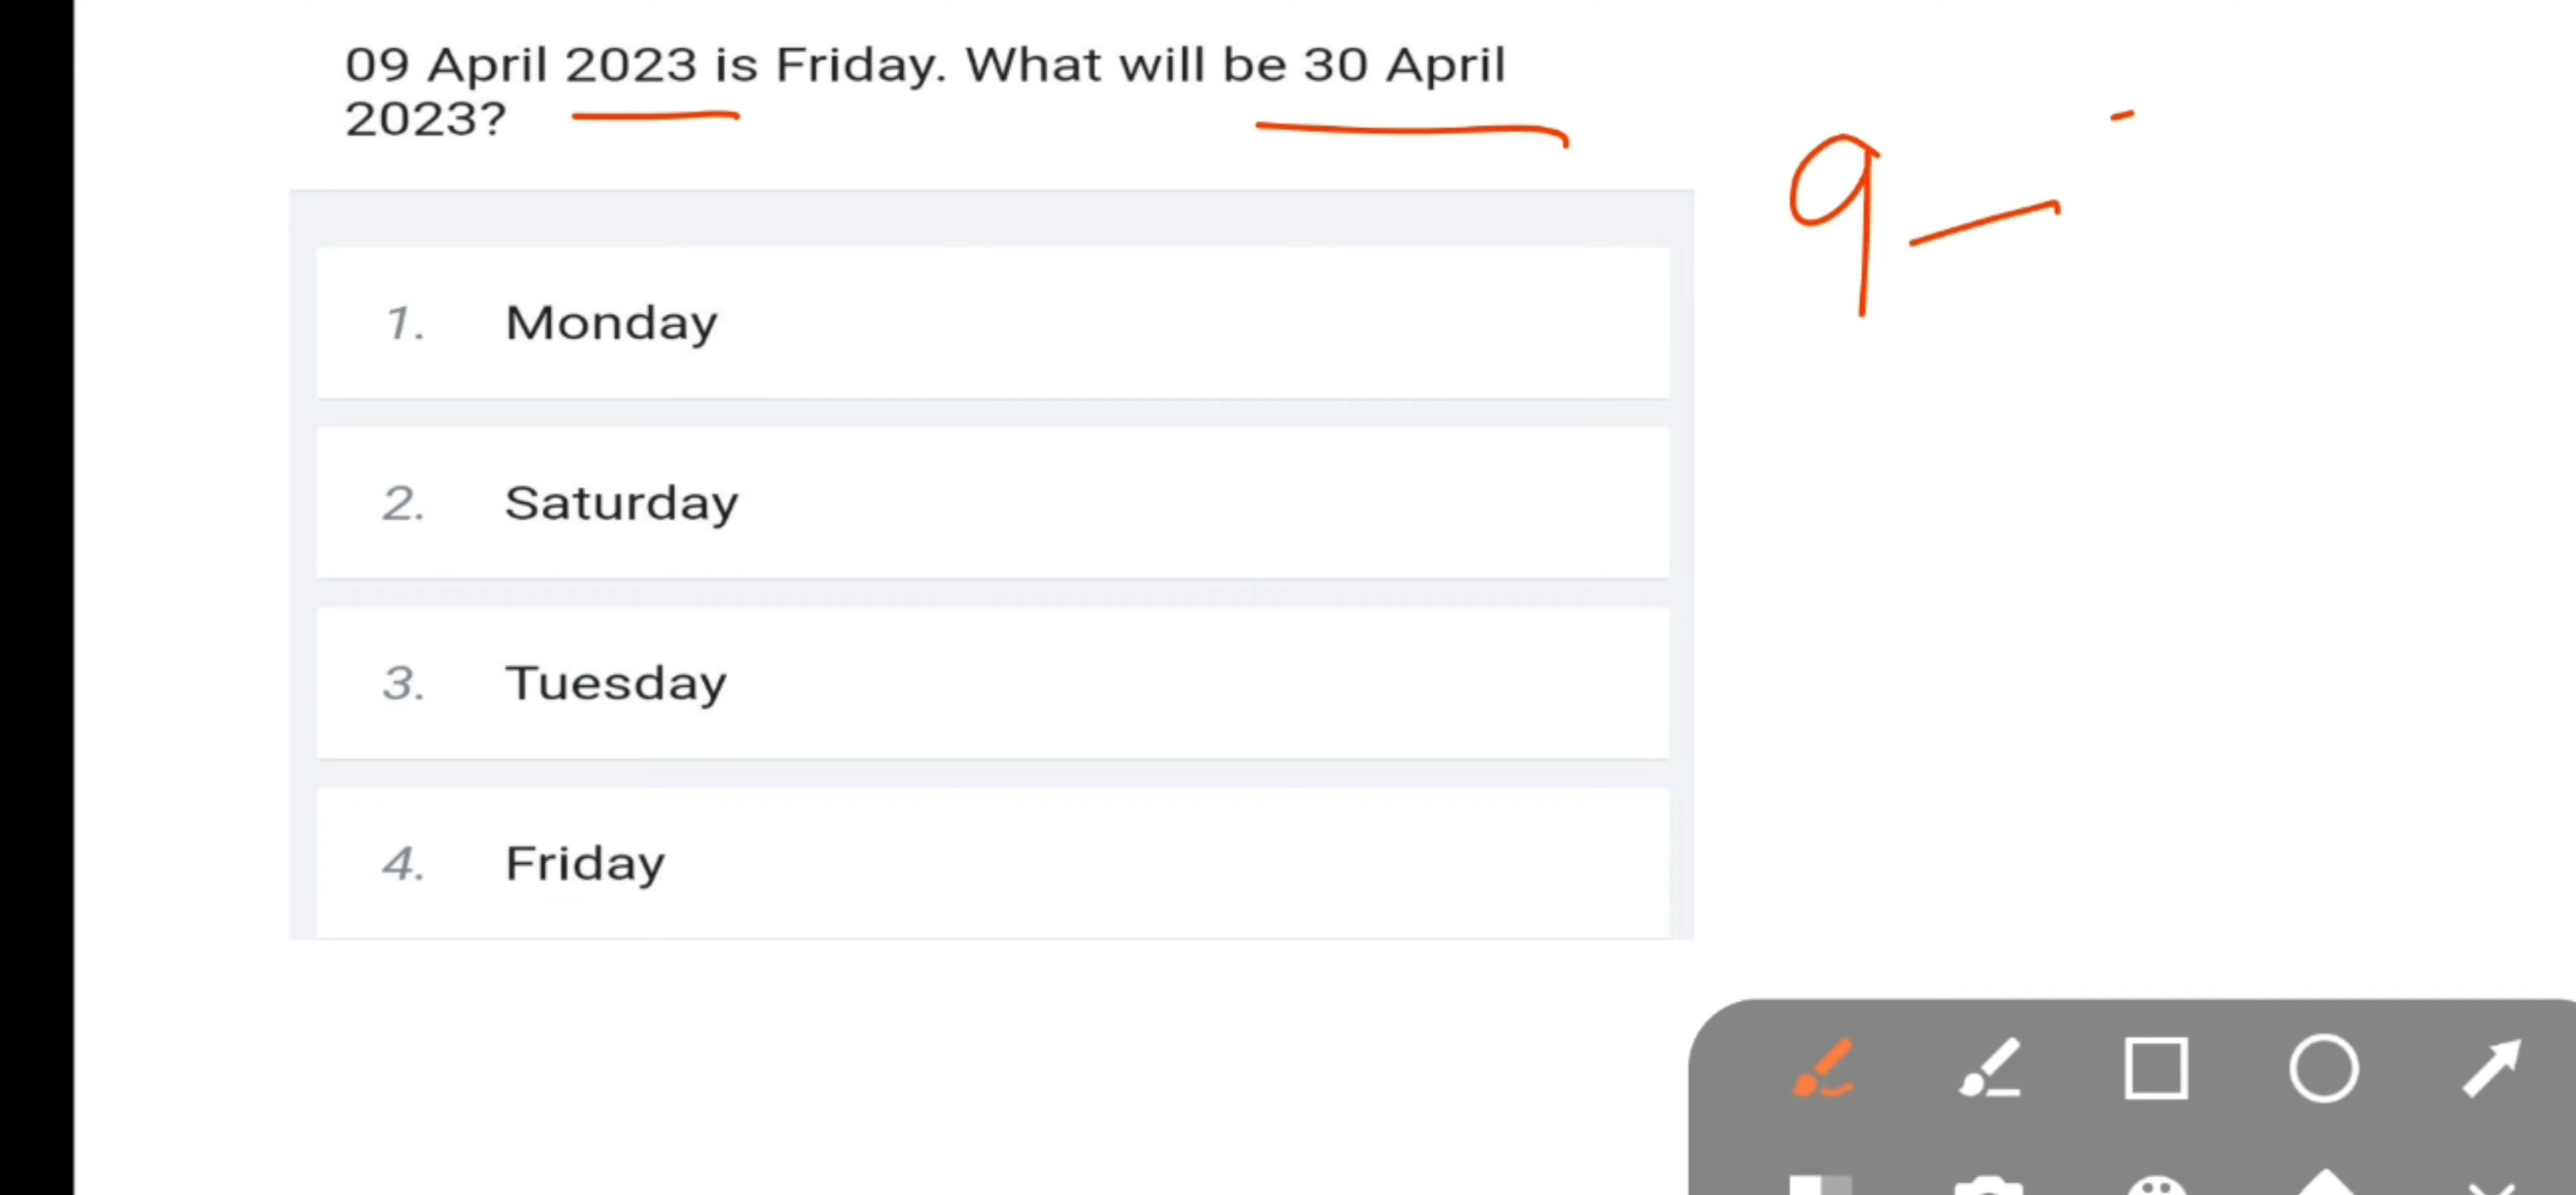 09 April 2023 is Friday. What will be 30 April
2023?
9
1. Monday
2. Saturday
3. Tuesday
4. Friday